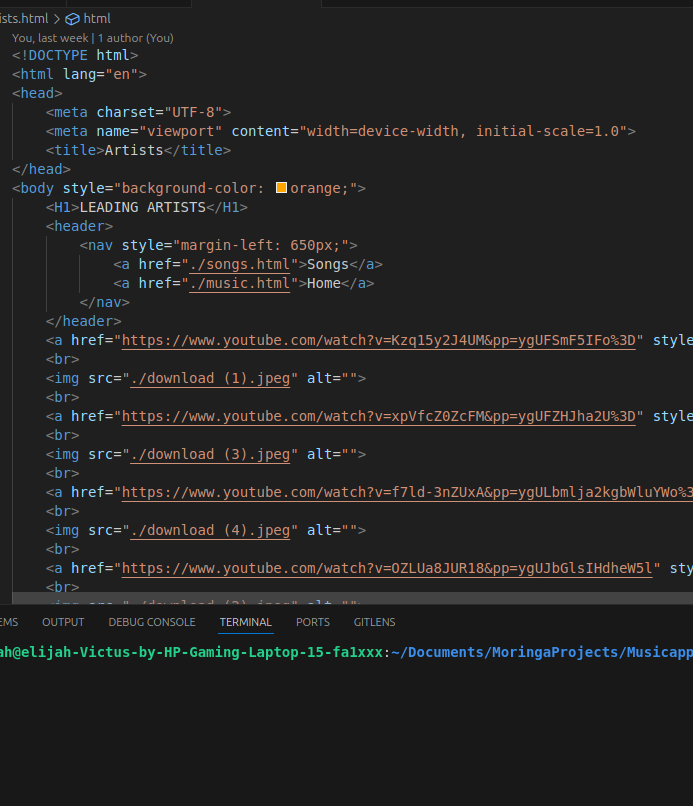 ists.html > html
You, last week | 1 author (You)
<!DOCTYPE html>
<html lang="en">
<head>
<meta charset="UTF-8">
<meta name="viewport" content="width=device-width, initial-scale=1.0">
<title>Artists</title>
</head>
<body style="background-color: orange;">
<H1>LEADING ARTISTS</H1>
<header>
<nav style="margin-left: 650px;">
<a href="./songs.html">Songs</a>
<a href="./music.html">Home</a>
</nav>
</header>
<a href="https://www.youtube.com/watch?v=Kzq15y2J4UM&pp=ygUFSmF5IFo%3D" style
<br>
<img src="./download (1).jpeg" alt="">
<br>
<a href="https://www.youtube.com/watch?v=xpVfcZ0ZcFM&pp=ygUFZHJha2U%3D" style
<br>
<img src="./download (3).jpeg" alt="">
<br>
<a href="https://www.youtube.com/watch?v=f7ld-3nZUxA&pp=ygULbmlja2kgbWluYWo%3
<br>
<img src="./download (4).jpeg" alt="">
<br>
<a href="https://www.youtube.com/watch?v=OZLUa8JUR18&pp=ygUJbGlsIHdheW5l" sty
<br>
<img src="./download (2).jpeg" alt="">
EMS OUTPUT DEBUG CONSOLE TERMINAL PORTS GITLENS
ah@elijah-Victus-by-HP-Gaming-Laptop-15-fa1xxx:~/Documents/MoringaProjects/Musicapp